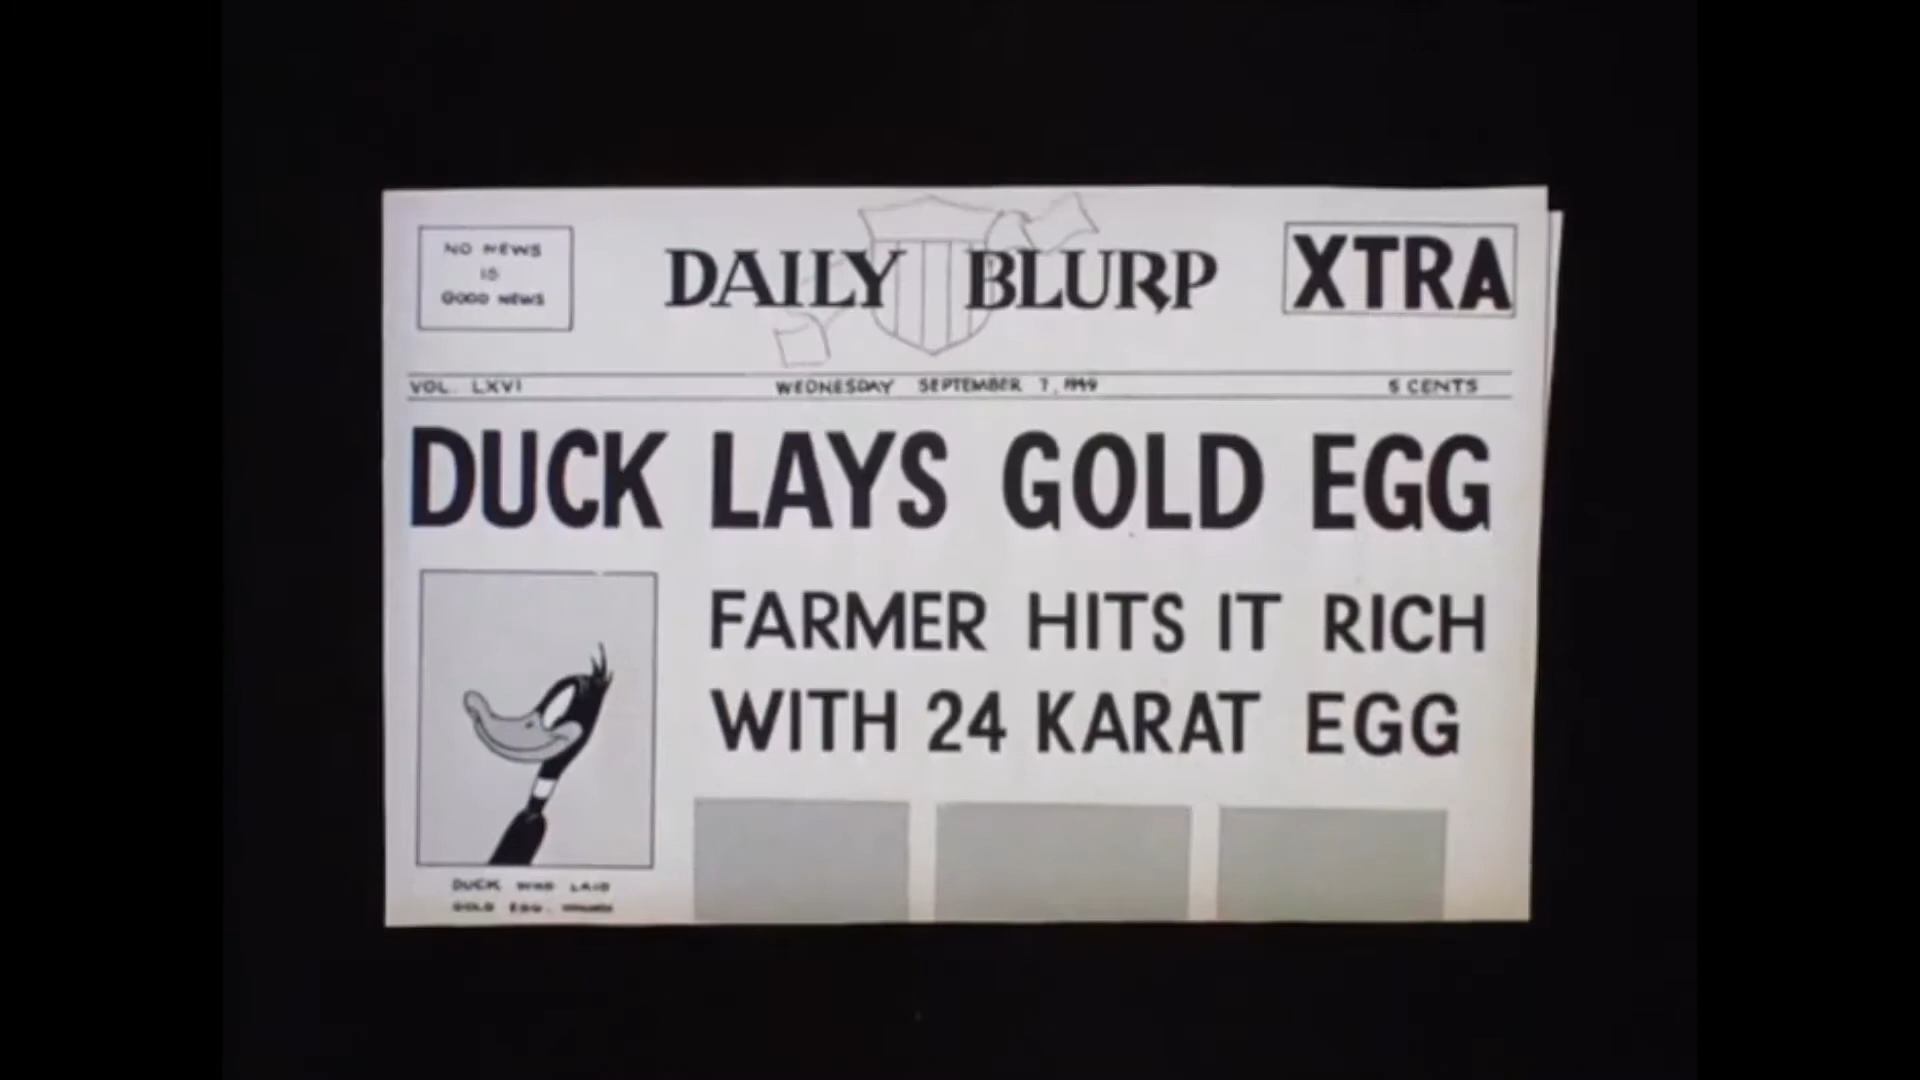 NO NEWS
IS
GOOD NEWS
DAILY BLURP
XTRA
VOL. LXVI
WEDNESDAY SEPTEMBER 7, 1949
5 CENTS
DUCK LAYS GOLD EGG
FARMER HITS IT RICH
WITH 24 KARAT EGG
DUCK WHO LAID
GOLD EGG.